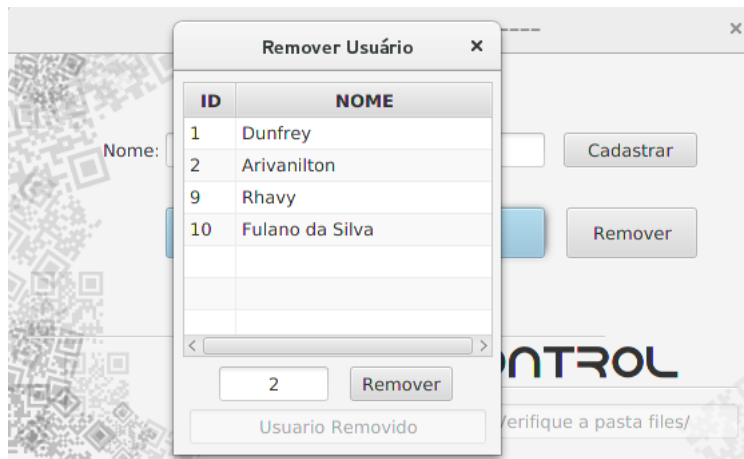 Remover Usuário ×
ID NOME
1 Dunfrey
2 Arivanilton
9 Rhavy
10 Fulano da Silva
2 Remover
Usuario Removido
×
Nome: Cadastrar
Remover
ONTROL
erifique a pasta files/